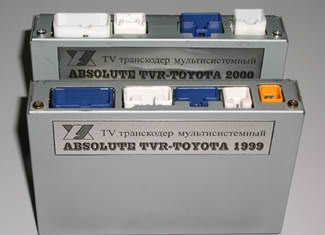 TV транскодер мультисистемный
ABSOLUTE TVR-TOYOTA 2000
TV транскодер мультисистемный
ABSOLUTE TVR-TOYOTA 1999